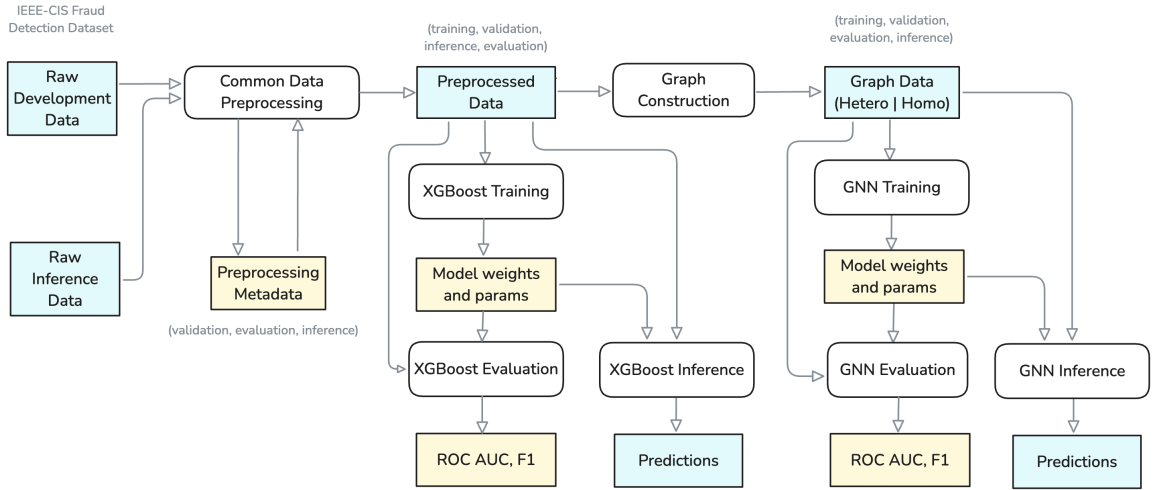 IEEE-CIS Fraud
Detection Dataset
(training, validation,
inference, evaluation)
(training, validation,
evaluation, inference)
Raw
Development
Data
Common Data
Preprocessing
Preprocessed
Data
Graph
Construction
Graph Data
(Hetero | Homo)
XGBoost Training
GNN Training
Raw
Inference
Data
Preprocessing
Metadata
(validation, evaluation, inference)
Model weights
and params
Model weights
and params
XGBoost Evaluation
XGBoost Inference
GNN Evaluation
GNN Inference
ROC AUC, F1
Predictions
ROC AUC, F1
Predictions